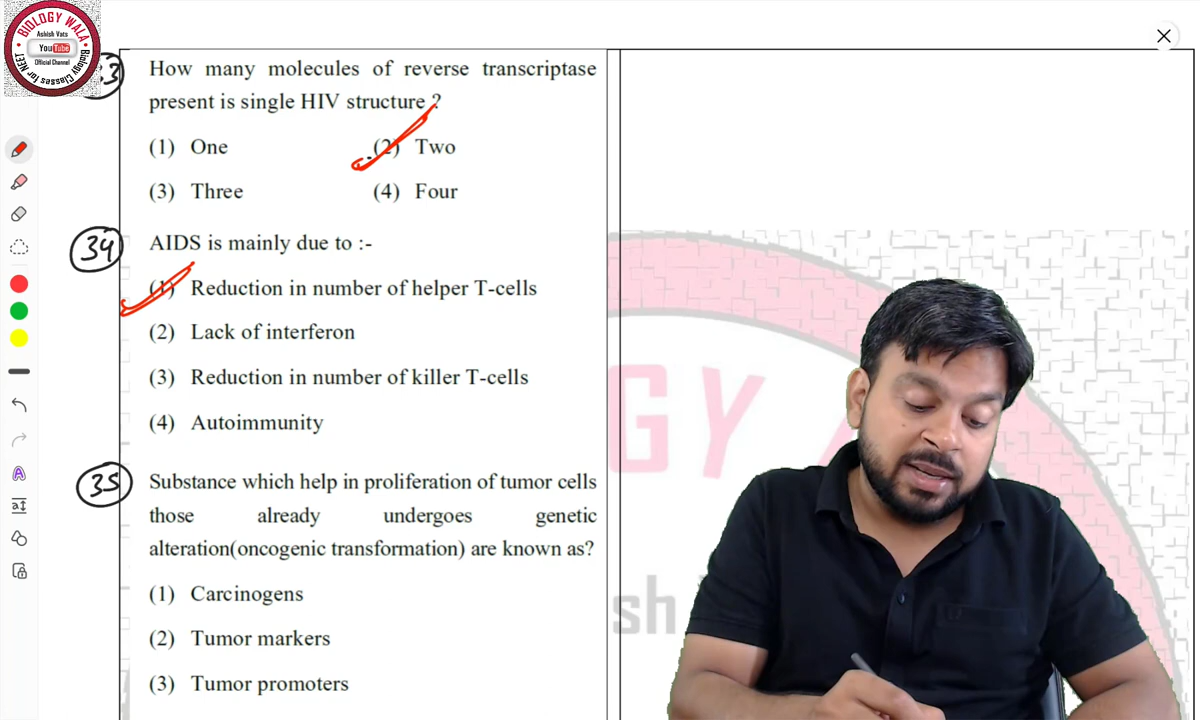 BIOLOGY WALA
Ashish Vats
YouTube
Official Channel
Biology Classes for NEET
3
How many molecules of reverse transcriptase
present is single HIV structure ?
(1) One (2) Two
(3) Three (4) Four
34
AIDS is mainly due to :-
(1) Reduction in number of helper T-cells
(2) Lack of interferon
(3) Reduction in number of killer T-cells
(4) Autoimmunity
35
Substance which help in proliferation of tumor cells
those already undergoes genetic
alteration(oncogenic transformation) are known as?
(1) Carcinogens
(2) Tumor markers
(3) Tumor promoters
GY
sh